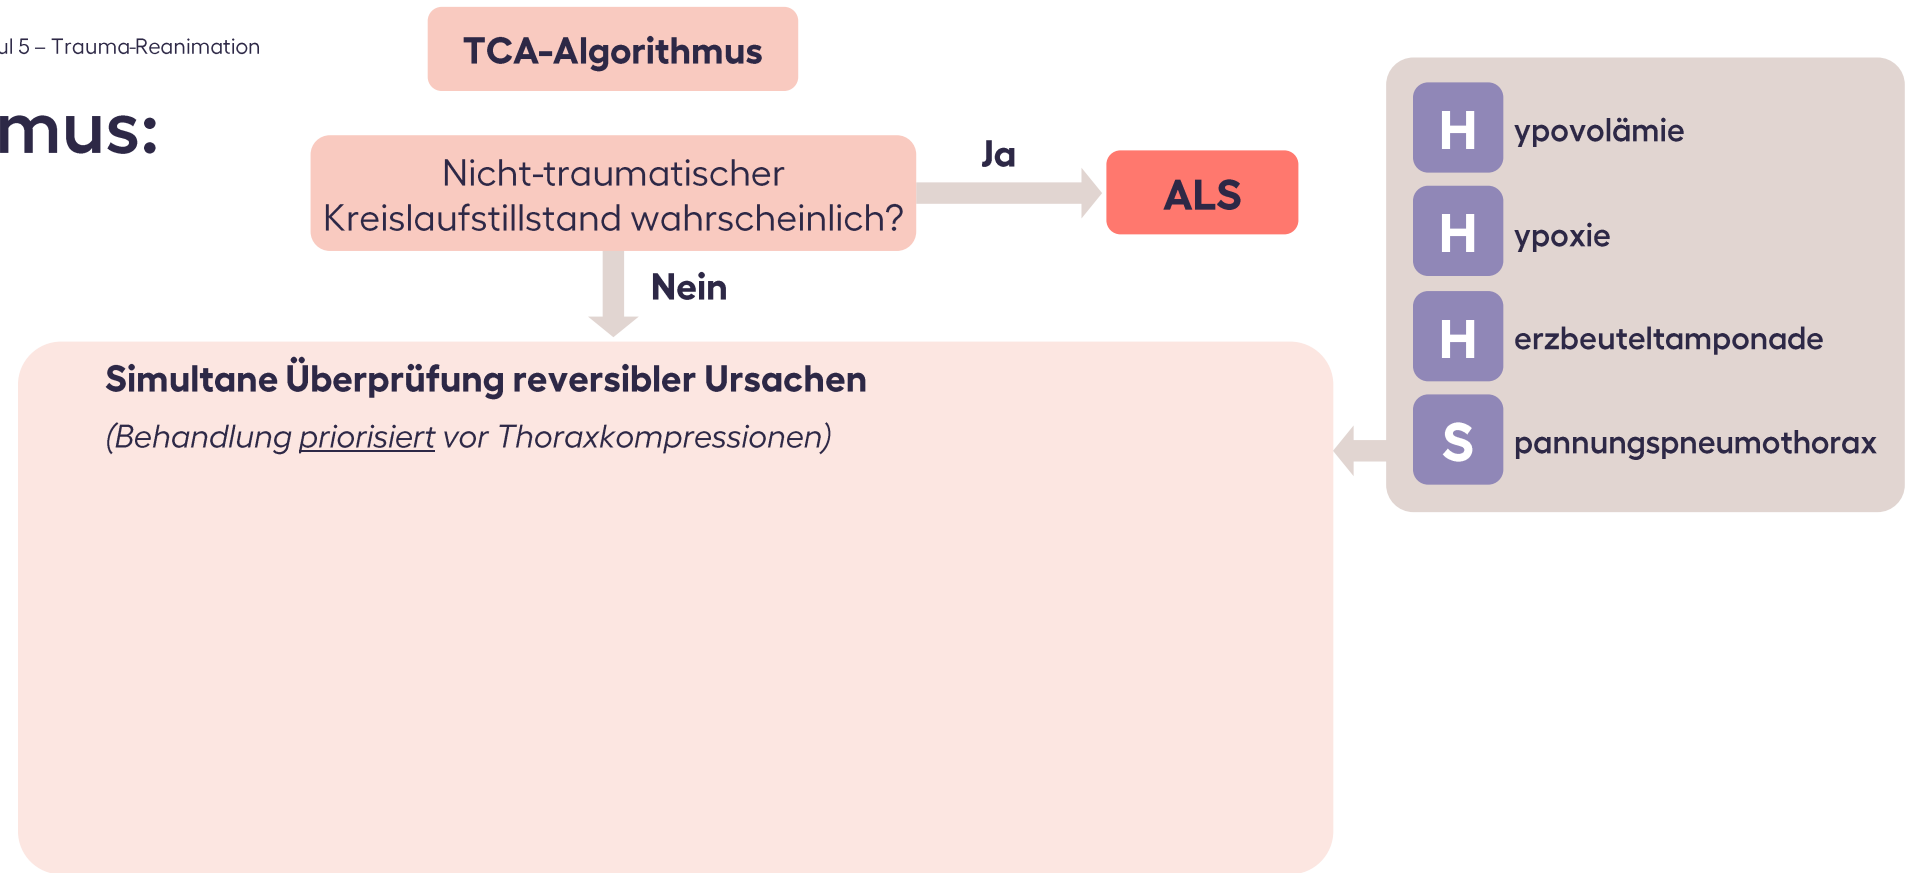 5 – Trauma-Reanimation
mus:
TCA-Algorithmus
Nicht-traumatischer
Kreislaufstillstand wahrscheinlich?
Ja
ALS
Nein
Simultane Überprüfung reversibler Ursachen
(Behandlung priorisiert vor Thoraxkompressionen)
H ypovolämie
H ypoxie
H erzbeuteltamponade
S pannungspneumothorax